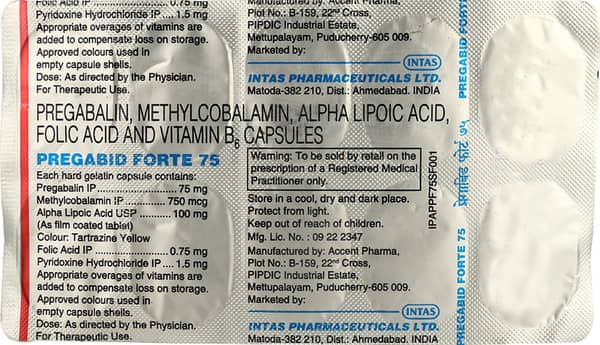 Folic Acid IP ... 0.75 mg
Pyridoxine Hydrochloride IP .... 1.5 mg
Appropriate overages of vitamins are
added to compensate loss on storage.
Approved colours used in
empty capsule shells.
Dose: As directed by the Physician.
For Therapeutic Use.
Manufactured by: Accent Pharma,
Plot No.: B-159, 22nd Cross,
PIPDIC Industrial Estate,
Mettupalayam, Puducherry-605 009.
Marketed by:
INTAS
INTAS PHARMACEUTICALS LTD.
Matoda-382 210, Dist.: Ahmedabad. INDIA
PREGABALIN, METHYLCOBALAMIN, ALPHA LIPOIC ACID,
FOLIC ACID AND VITAMIN B6 CAPSULES
PREGABID FORTE 75
Each hard gelatin capsule contains:
Pregabalin IP ............................ 75 mg
Methylcobalamin IP ............... 750 mcg
Alpha Lipoic Acid USP .......... 100 mg
(As film coated tablet)
Colour: Tartrazine Yellow
Folic Acid IP ........................... 0.75 mg
Pyridoxine Hydrochloride IP .... 1.5 mg
Appropriate overages of vitamins are
added to compensate loss on storage.
Approved colours used in
empty capsule shells.
Dose: As directed by the Physician.
For Therapeutic Use.
Warning: To be sold by retail on the
prescription of a Registered Medical
Practitioner only.
Store in a cool, dry and dark place.
Protect from light.
Keep out of reach of children.
Mfg. Lic. No. : 09 22 2347
Manufactured by: Accent Pharma,
Plot No.: B-159, 22nd Cross,
PIPDIC Industrial Estate,
Mettupalayam, Puducherry-605 009.
Marketed by:
INTAS
INTAS PHARMACEUTICALS LTD.
Matoda-382 210, Dist.: Ahmedabad. INDIA
IPAPPF75SF001
PREGABID FORTE 75
प्रगाबिड फोर्ट ७५
PREGABID FORTE 75